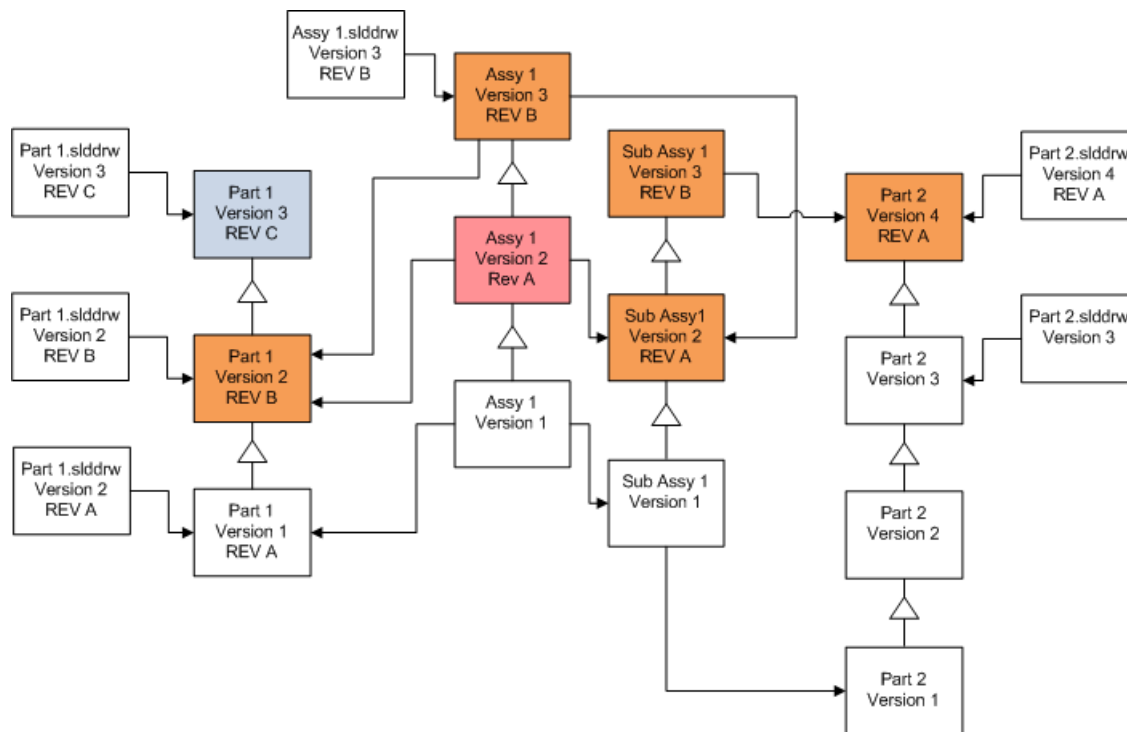 Assy 1.slddrw
Version 3
REV B
Assy 1
Version 3
REV B
Part 1.slddrw
Version 3
REV C
Sub Assy 1
Version 3
REV B
Part 2.slddrw
Version 4
REV A
Part 1
Version 3
REV C
Part 2
Version 4
REV A
Assy 1
Version 2
Rev A
Part 1.slddrw
Version 2
REV B
Sub Assy1
Version 2
REV A
Part 2.slddrw
Version 3
Part 1
Version 2
REV B
Part 2
Version 3
Assy 1
Version 1
Part 1.slddrw
Version 2
REV A
Sub Assy 1
Version 1
Part 1
Version 1
REV A
Part 2
Version 2
Part 2
Version 1